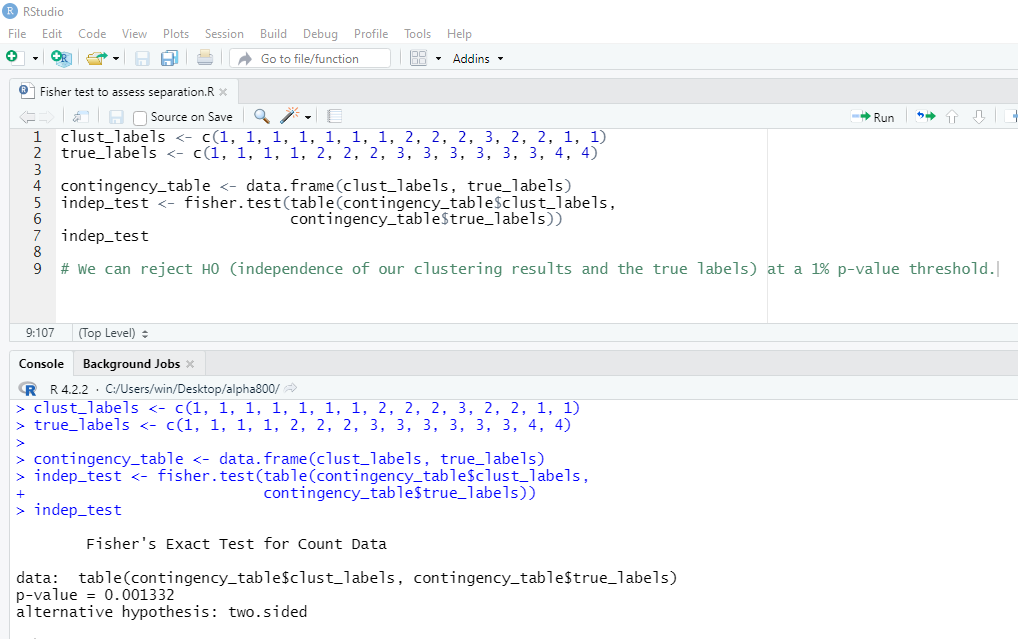 RStudio
File Edit Code View Plots Session Build Debug Profile Tools Help
Go to file/function Addins
Fisher test to assess separation.R
Source on Save Run
1 clust_labels <- c(1, 1, 1, 1, 1, 1, 1, 2, 2, 2, 3, 2, 2, 1, 1)
2 true_labels <- c(1, 1, 1, 1, 2, 2, 2, 3, 3, 3, 3, 3, 3, 4, 4)
3
4 contingency_table <- data.frame(clust_labels, true_labels)
5 indep_test <- fisher.test(table(contingency_table$clust_labels,
6 contingency_table$true_labels))
7 indep_test
8
9 # We can reject H0 (independence of our clustering results and the true labels) at a 1% p-value threshold.
9:107 (Top Level)
Console Background Jobs
R R 4.2.2 · C:/Users/win/Desktop/alpha800/
> clust_labels <- c(1, 1, 1, 1, 1, 1, 1, 2, 2, 2, 3, 2, 2, 1, 1)
> true_labels <- c(1, 1, 1, 1, 2, 2, 2, 3, 3, 3, 3, 3, 3, 4, 4)
>
> contingency_table <- data.frame(clust_labels, true_labels)
> indep_test <- fisher.test(table(contingency_table$clust_labels,
+ contingency_table$true_labels))
> indep_test
Fisher's Exact Test for Count Data
data: table(contingency_table$clust_labels, contingency_table$true_labels)
p-value = 0.001332
alternative hypothesis: two.sided